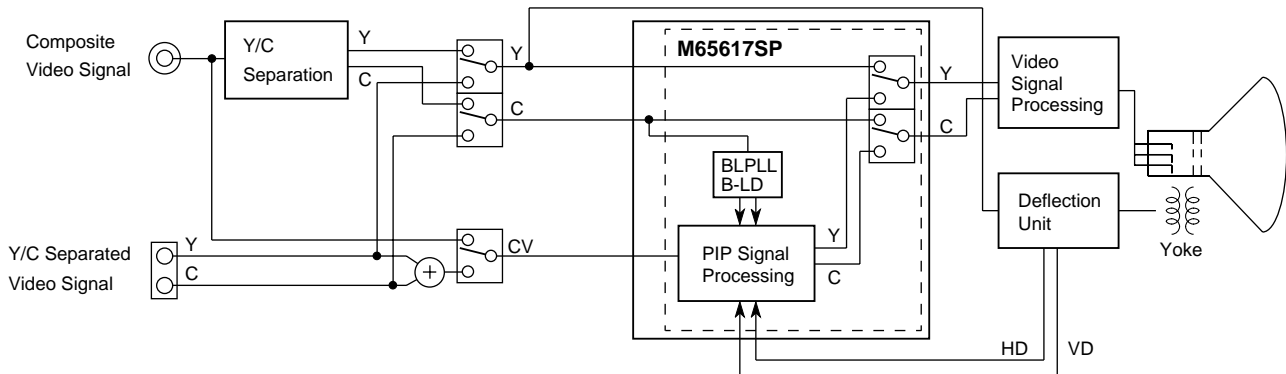 Composite
Video Signal
Y/C
Separation
Y
C
Y
C
M65617SP
BLPLL
B-LD
Y
C
Video
Signal
Processing
Deflection
Unit
Yoke
Y/C Separated
Video Signal
Y
C
+
CV
PIP Signal
Processing
Y
C
HD
VD